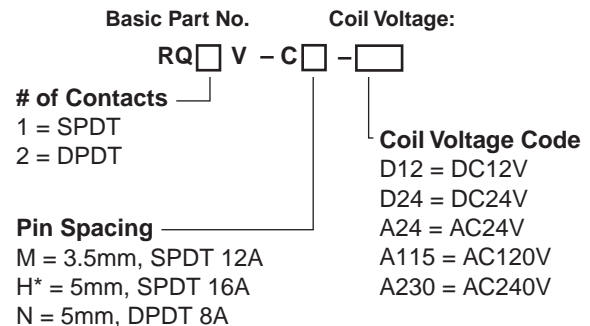 Basic Part No. Coil Voltage:
RQ□ V – C□ –□
# of Contacts
1 = SPDT
2 = DPDT
Pin Spacing
M = 3.5mm, SPDT 12A
H* = 5mm, SPDT 16A
N = 5mm, DPDT 8A
Coil Voltage Code
D12 = DC12V
D24 = DC24V
A24 = AC24V
A115 = AC120V
A230 = AC240V